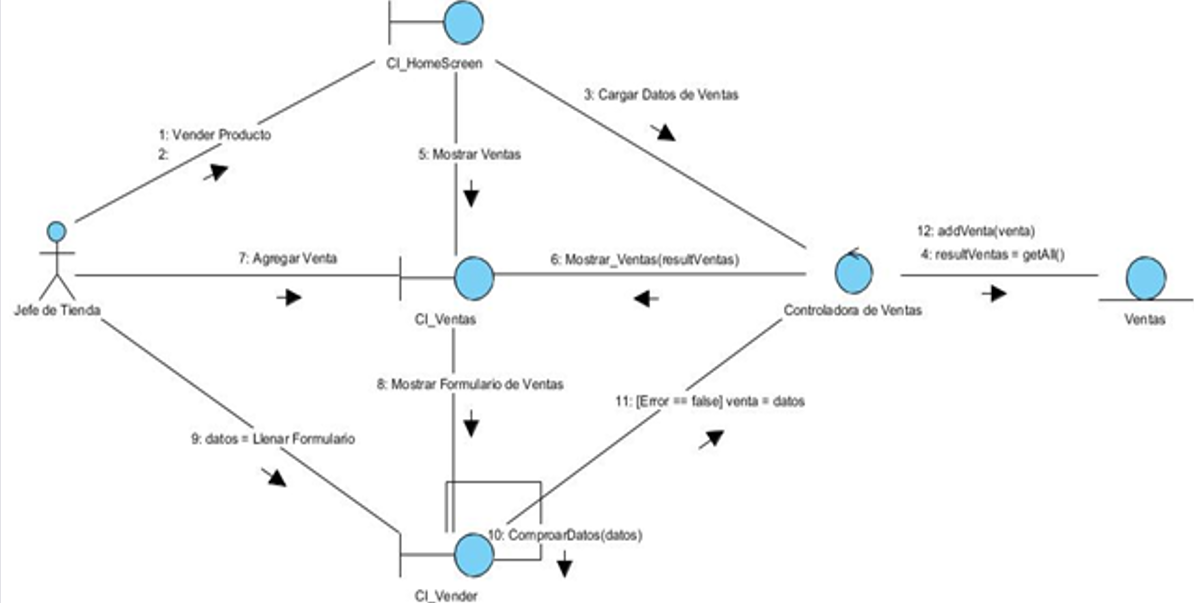 CI_HomeScreen
3: Cargar Datos de Ventas
1: Vender Producto
2:
5: Mostrar Ventas
12: addVenta(venta)
4: resultVentas = getAll()
7: Agregar Venta
6: Mostrar_Ventas(resultVentas)
Jefe de Tienda
CI_Ventas
Controladora de Ventas
Ventas
8: Mostrar Formulario de Ventas
11: [Error == false] venta = datos
9: datos = Llenar Formulario
10: ComproarDatos(datos)
CI_Vender